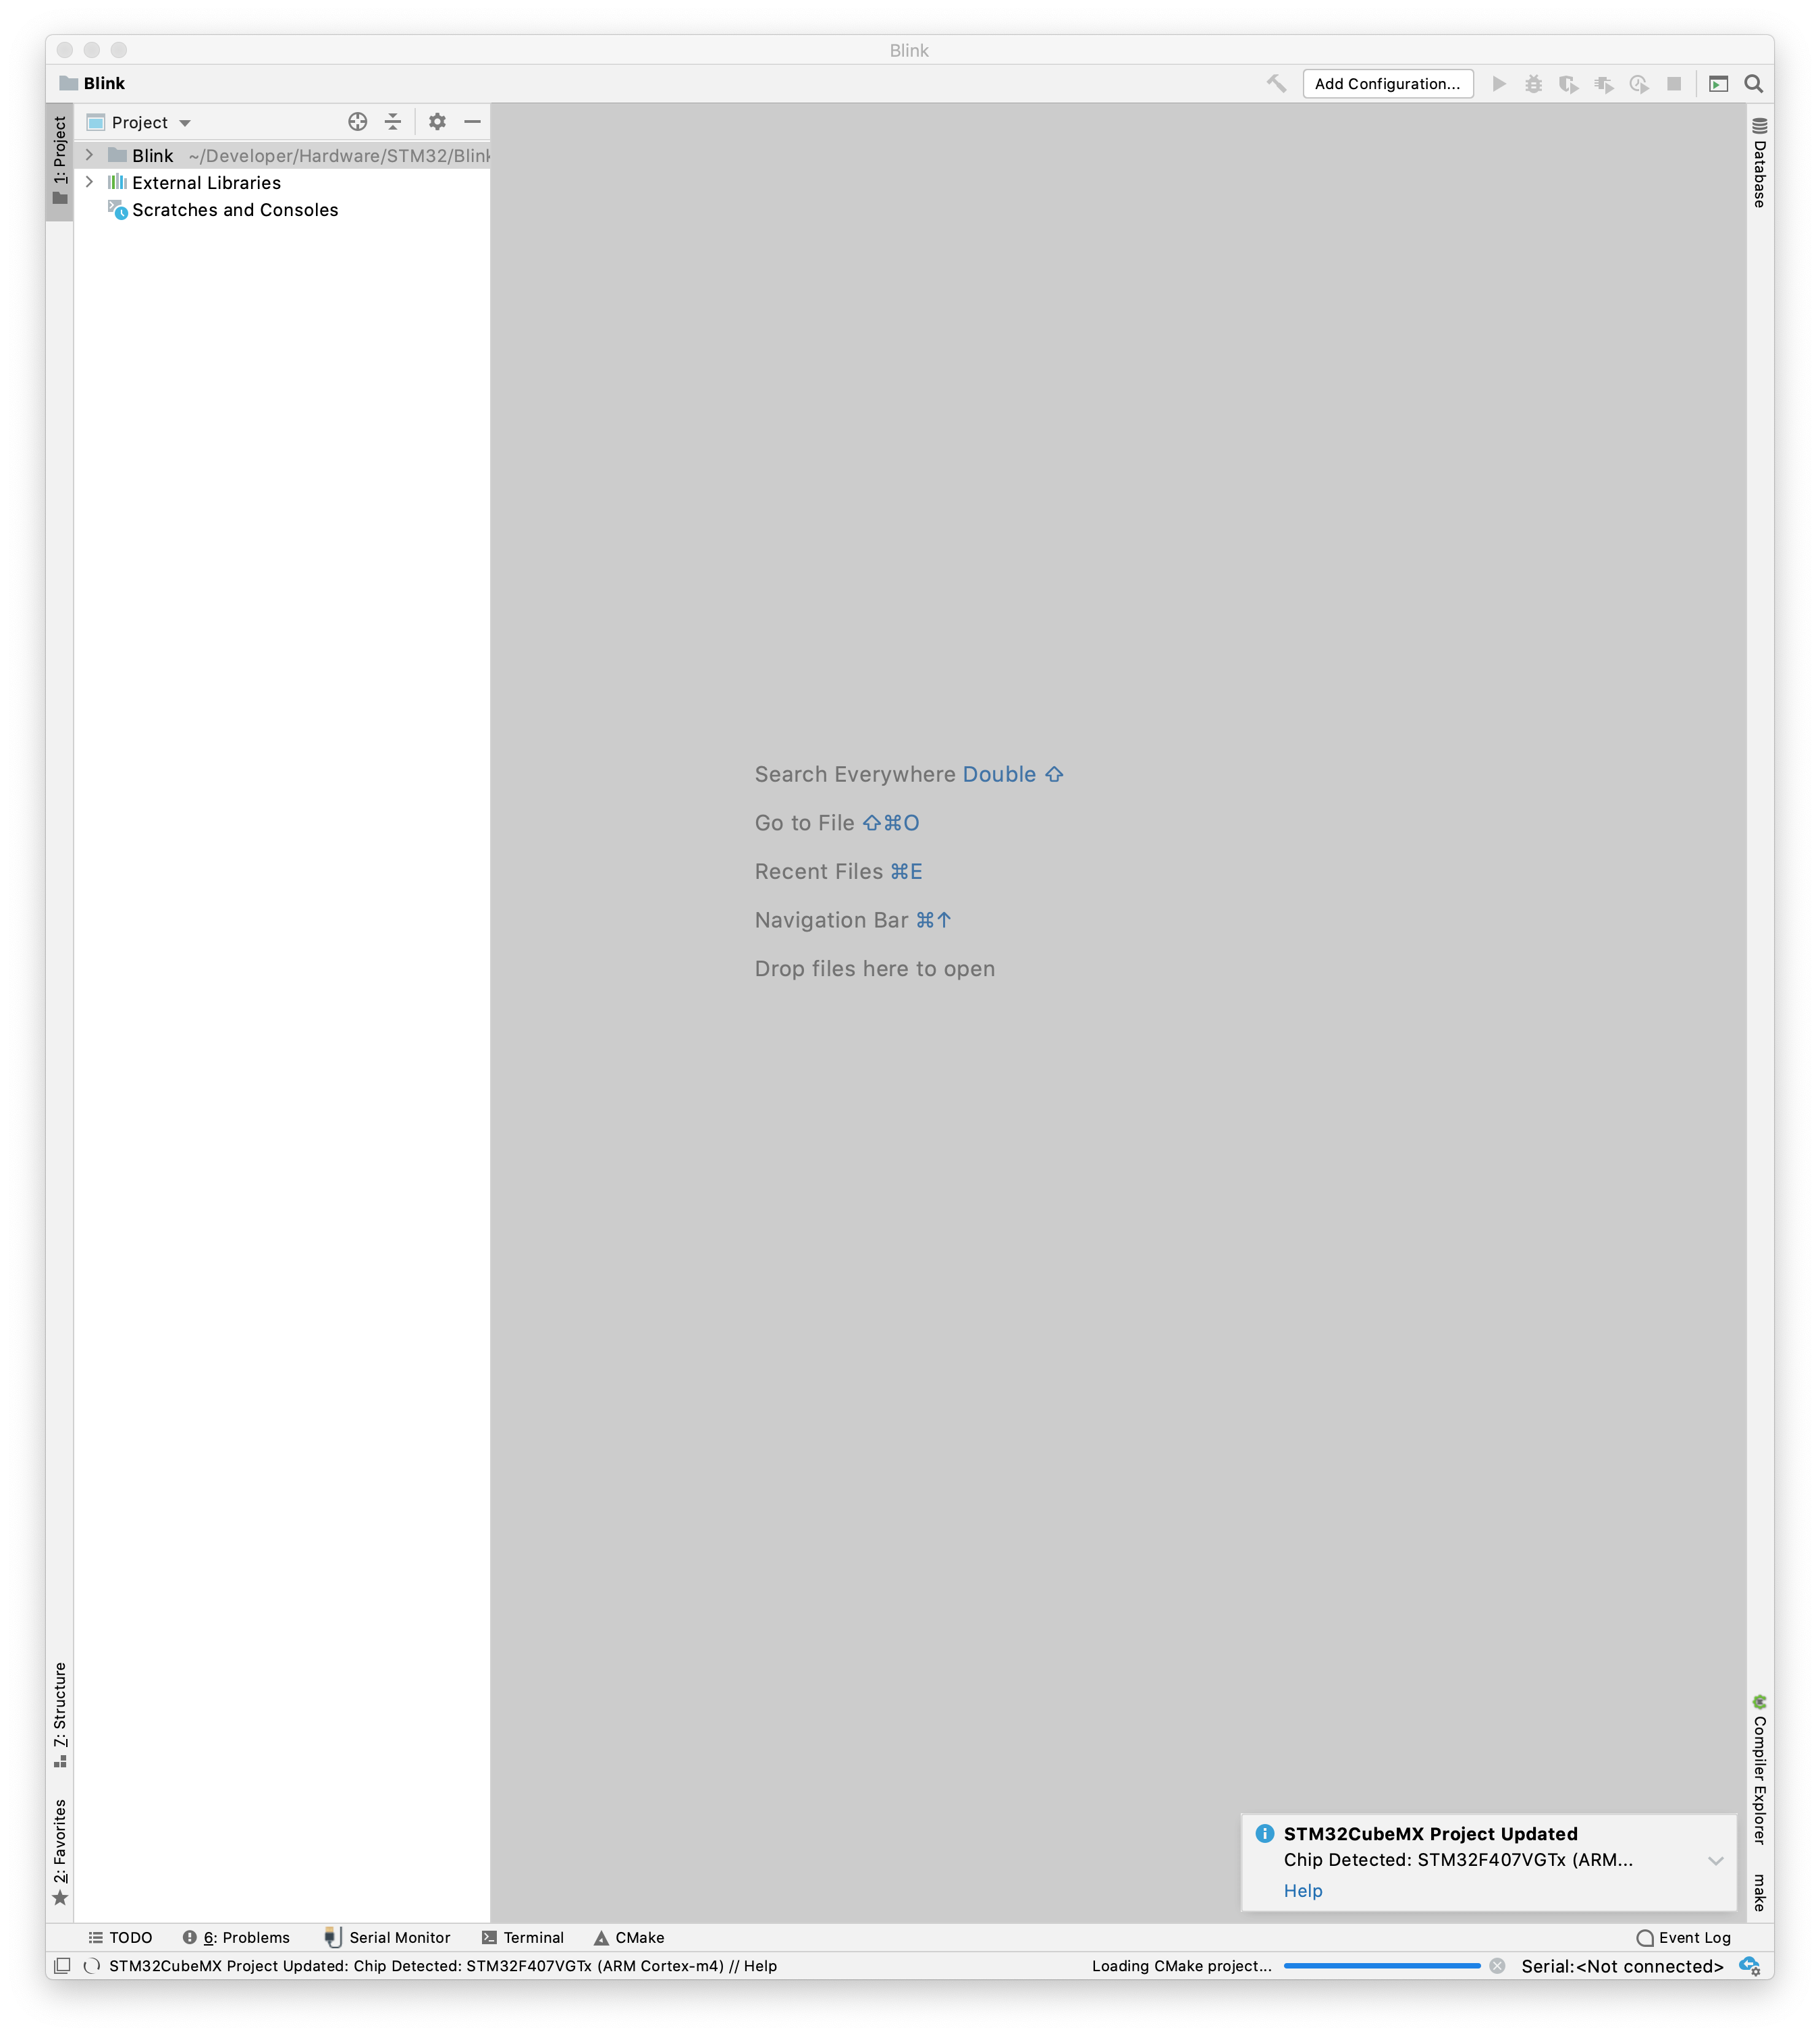 Blink
Blink
Add Configuration...
1: Project
Project
Blink ~/Developer/Hardware/STM32/Blink
External Libraries
Scratches and Consoles
Database
Search Everywhere Double ⇧
Go to File ⇧⌘O
Recent Files ⌘E
Navigation Bar ⌘↑
Drop files here to open
7: Structure
2: Favorites
Compiler Explorer
make
STM32CubeMX Project Updated
Chip Detected: STM32F407VGTx (ARM...
Help
TODO
6: Problems
Serial Monitor
Terminal
CMake
Event Log
STM32CubeMX Project Updated: Chip Detected: STM32F407VGTx (ARM Cortex-m4) // Help
Loading CMake project...
Serial:<Not connected>